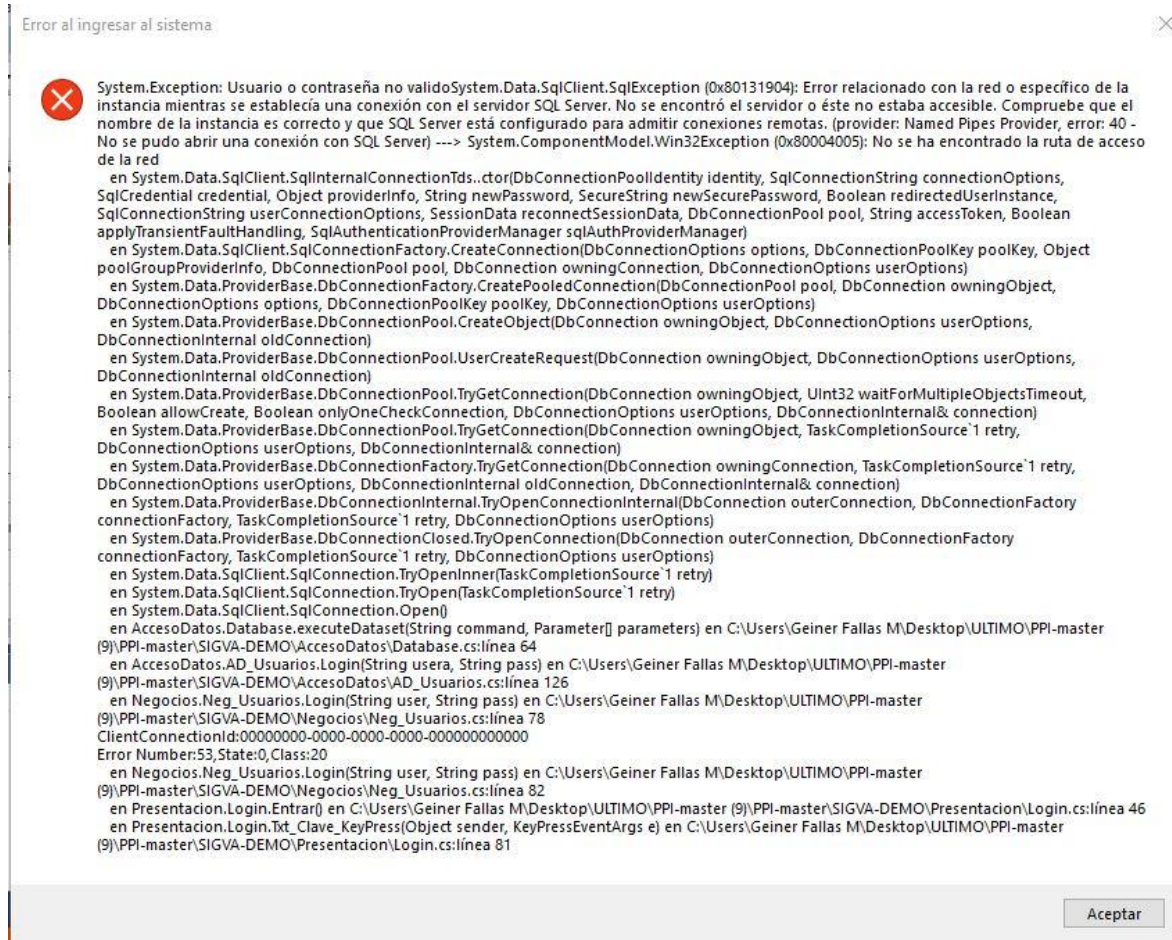 Error al ingresar al sistema
System.Exception: Usuario o contraseña no validoSystem.Data.SqlClient.SqlException (0x80131904): Error relacionado con la red o específico de la
instancia mientras se establecía una conexión con el servidor SQL Server. No se encontró el servidor o éste no estaba accesible. Compruebe que el
nombre de la instancia es correcto y que SQL Server está configurado para admitir conexiones remotas. (provider: Named Pipes Provider, error: 40 -
No se pudo abrir una conexión con SQL Server) ---> System.ComponentModel.Win32Exception (0x80004005): No se ha encontrado la ruta de acceso
de la red
en System.Data.SqlClient.SqlInternalConnectionTds..ctor(DbConnectionPoolIdentity identity, SqlConnectionString connectionOptions,
SqlCredential credential, Object providerInfo, String newPassword, SecureString newSecurePassword, Boolean redirectedUserInstance,
SqlConnectionString userConnectionOptions, SessionData reconnectSessionData, DbConnectionPool pool, String accessToken, Boolean
applyTransientFaultHandling, SqlAuthenticationProviderManager sqlAuthProviderManager)
en System.Data.SqlClient.SqlConnectionFactory.CreateConnection(DbConnectionOptions options, DbConnectionPoolKey poolKey, Object
poolGroupProviderInfo, DbConnectionPool pool, DbConnection owningConnection, DbConnectionOptions userOptions)
en System.Data.ProviderBase.DbConnectionFactory.CreatePooledConnection(DbConnectionPool pool, DbConnection owningObject,
DbConnectionOptions options, DbConnectionPoolKey poolKey, DbConnectionOptions userOptions)
en System.Data.ProviderBase.DbConnectionPool.CreateObject(DbConnection owningObject, DbConnectionOptions userOptions,
DbConnectionInternal oldConnection)
en System.Data.ProviderBase.DbConnectionPool.UserCreateRequest(DbConnection owningObject, DbConnectionOptions userOptions,
DbConnectionInternal oldConnection)
en System.Data.ProviderBase.DbConnectionPool.TryGetConnection(DbConnection owningObject, UInt32 waitForMultipleObjectsTimeout,
Boolean allowCreate, Boolean onlyOneCheckConnection, DbConnectionOptions userOptions, DbConnectionInternal& connection)
en System.Data.ProviderBase.DbConnectionPool.TryGetConnection(DbConnection owningObject, TaskCompletionSource`1 retry,
DbConnectionOptions userOptions, DbConnectionInternal& connection)
en System.Data.ProviderBase.DbConnectionFactory.TryGetConnection(DbConnection owningConnection, TaskCompletionSource`1 retry,
DbConnectionOptions userOptions, DbConnectionInternal oldConnection, DbConnectionInternal& connection)
en System.Data.ProviderBase.DbConnectionInternal.TryOpenConnectionInternal(DbConnection outerConnection, DbConnectionFactory
connectionFactory, TaskCompletionSource`1 retry, DbConnectionOptions userOptions)
en System.Data.ProviderBase.DbConnectionClosed.TryOpenConnection(DbConnection outerConnection, DbConnectionFactory
connectionFactory, TaskCompletionSource`1 retry, DbConnectionOptions userOptions)
en System.Data.SqlClient.SqlConnection.TryOpenInner(TaskCompletionSource`1 retry)
en System.Data.SqlClient.SqlConnection.TryOpen(TaskCompletionSource`1 retry)
en System.Data.SqlClient.SqlConnection.Open()
en AccesoDatos.Database.executeDataset(String command, Parameter[] parameters) en C:\Users\Geiner Fallas M\Desktop\ULTIMO\PPI-master
(9)\PPI-master\SIGVA-DEMO\AccesoDatos\Database.cs:línea 64
en AccesoDatos.AD_Usuarios.Login(String usera, String pass) en C:\Users\Geiner Fallas M\Desktop\ULTIMO\PPI-master
(9)\PPI-master\SIGVA-DEMO\AccesoDatos\AD_Usuarios.cs:línea 126
en Negocios.Neg_Usuarios.Login(String user, String pass) en C:\Users\Geiner Fallas M\Desktop\ULTIMO\PPI-master
(9)\PPI-master\SIGVA-DEMO\Negocios\Neg_Usuarios.cs:línea 78
ClientConnectionId:00000000-0000-0000-0000-000000000000
Error Number:53,State:0,Class:20
en Negocios.Neg_Usuarios.Login(String user, String pass) en C:\Users\Geiner Fallas M\Desktop\ULTIMO\PPI-master
(9)\PPI-master\SIGVA-DEMO\Negocios\Neg_Usuarios.cs:línea 82
en Presentacion.Login.Entrar() en C:\Users\Geiner Fallas M\Desktop\ULTIMO\PPI-master (9)\PPI-master\SIGVA-DEMO\Presentacion\Login.cs:línea 46
en Presentacion.Login.Txt_Clave_KeyPress(Object sender, KeyPressEventArgs e) en C:\Users\Geiner Fallas M\Desktop\ULTIMO\PPI-master
(9)\PPI-master\SIGVA-DEMO\Presentacion\Login.cs:línea 81
Aceptar